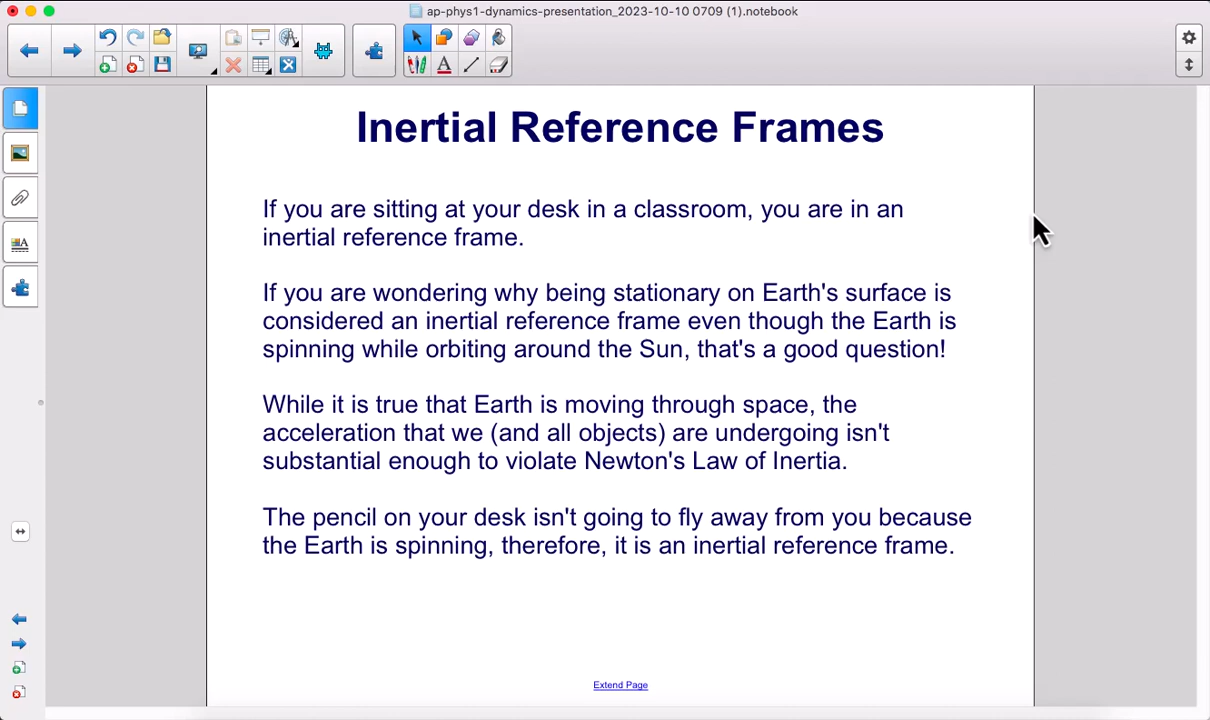 ap-phys1-dynamics-presentation_2023-10-10 0709 (1).notebook
Inertial Reference Frames
If you are sitting at your desk in a classroom, you are in an
inertial reference frame.
If you are wondering why being stationary on Earth's surface is
considered an inertial reference frame even though the Earth is
spinning while orbiting around the Sun, that's a good question!
While it is true that Earth is moving through space, the
acceleration that we (and all objects) are undergoing isn't
substantial enough to violate Newton's Law of Inertia.
The pencil on your desk isn't going to fly away from you because
the Earth is spinning, therefore, it is an inertial reference frame.
Extend Page